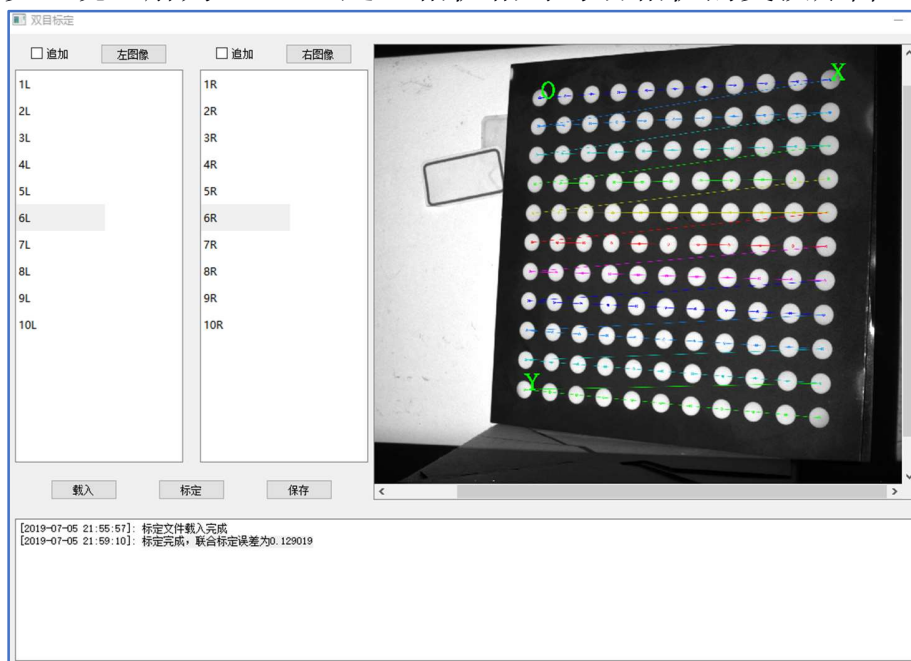 双目标定
追加 左图像 追加 右图像
1L
2L
3L
4L
5L
6L
7L
8L
9L
10L
1R
2R
3R
4R
5R
6R
7R
8R
9R
10R
O X
Y
载入 标定 保存
[2019-07-05 21:55:57]: 标定文件载入完成
[2019-07-05 21:59:10]: 标定完成，联合标定误差为0.129019